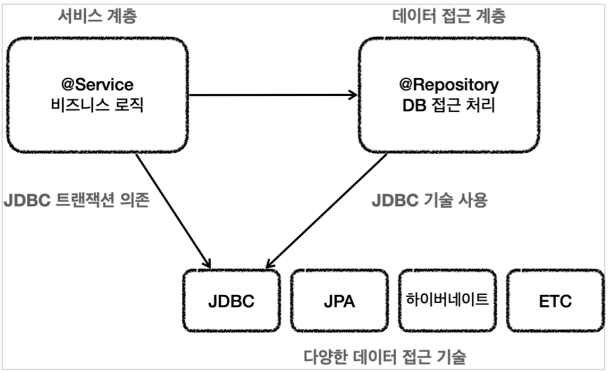 서비스 계층
데이터 접근 계층
@Service
비즈니스 로직
@Repository
DB 접근 처리
JDBC 트랜잭션 의존
JDBC 기술 사용
JDBC
JPA
하이버네이트
ETC
다양한 데이터 접근 기술